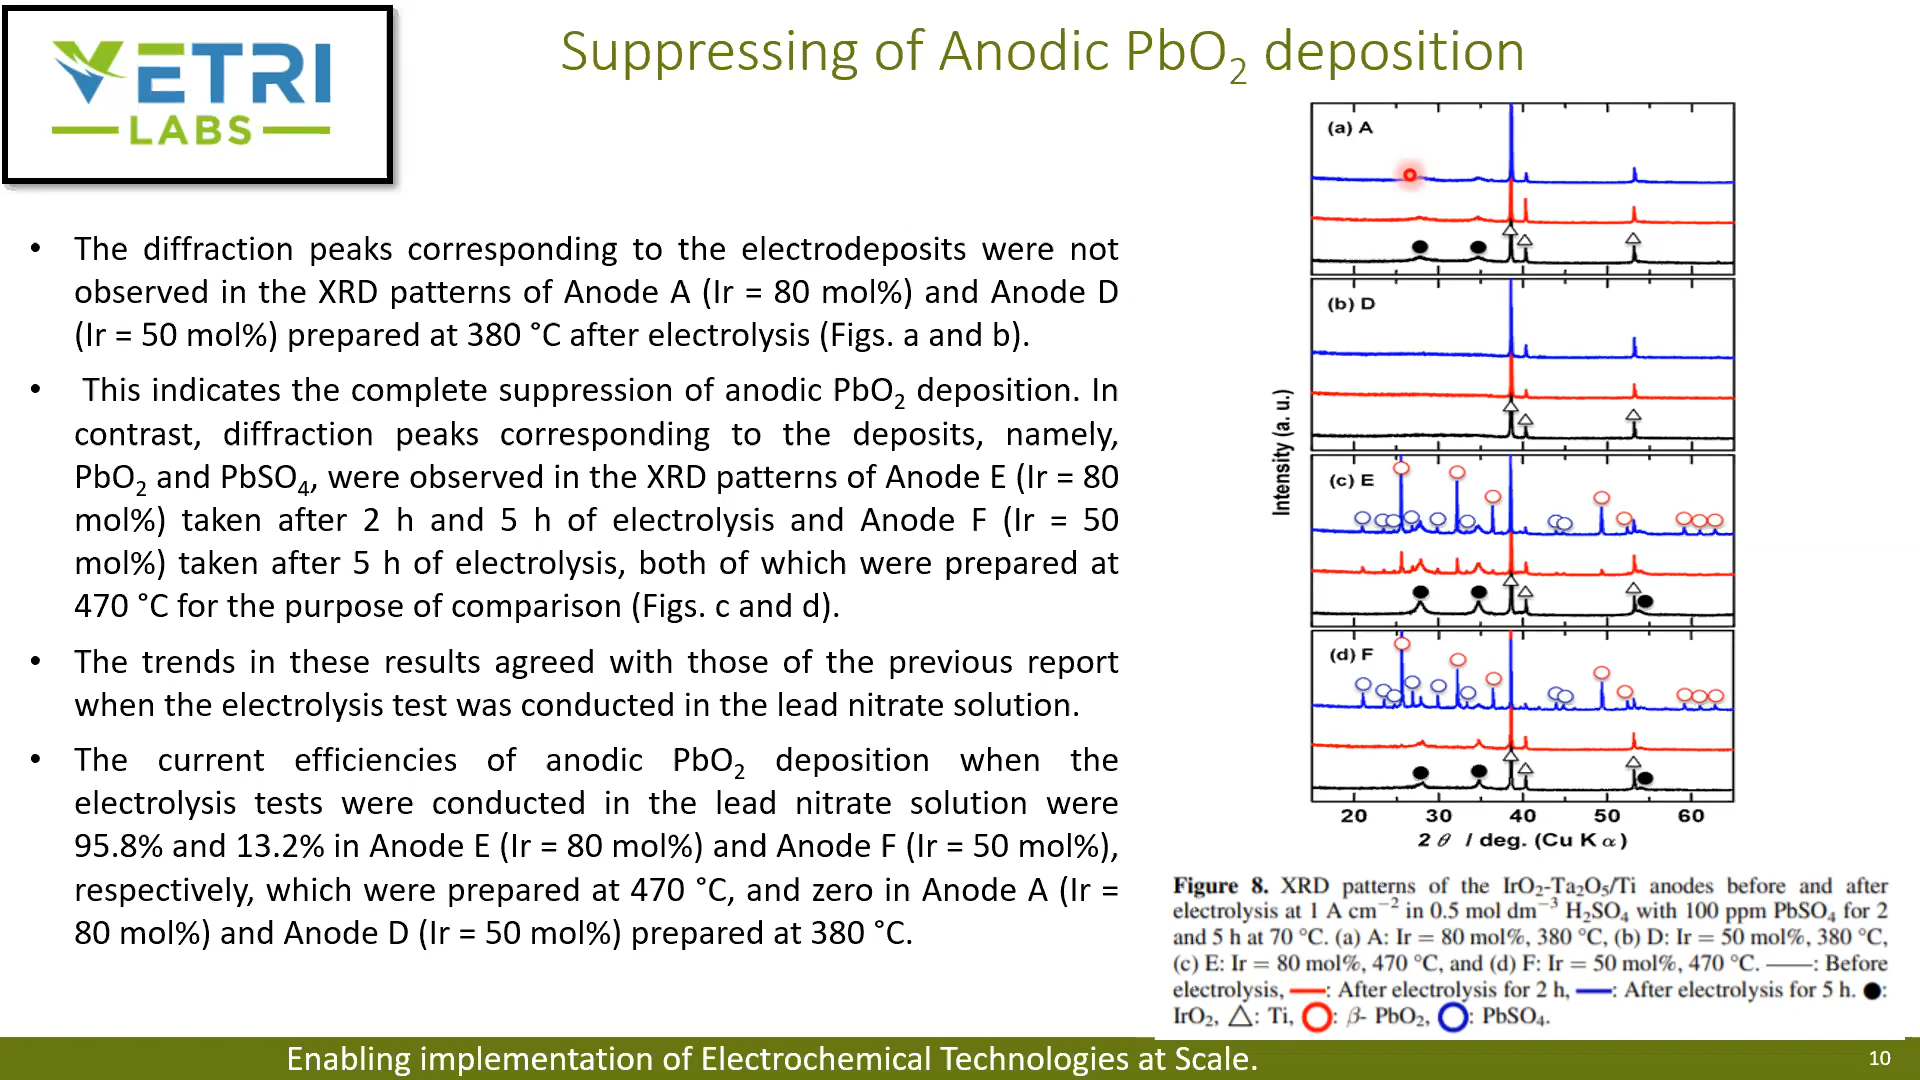 VETRI
LABS
Suppressing of Anodic PbO₂ deposition
• The diffraction peaks corresponding to the electrodeposits were not
observed in the XRD patterns of Anode A (Ir = 80 mol%) and Anode D
(Ir = 50 mol%) prepared at 380 °C after electrolysis (Figs. a and b).
• This indicates the complete suppression of anodic PbO₂ deposition. In
contrast, diffraction peaks corresponding to the deposits, namely,
PbO₂ and PbSO₄, were observed in the XRD patterns of Anode E (Ir = 80
mol%) taken after 2 h and 5 h of electrolysis and Anode F (Ir = 50
mol%) taken after 5 h of electrolysis, both of which were prepared at
470 °C for the purpose of comparison (Figs. c and d).
• The trends in these results agreed with those of the previous report
when the electrolysis test was conducted in the lead nitrate solution.
• The current efficiencies of anodic PbO₂ deposition when the
electrolysis tests were conducted in the lead nitrate solution were
95.8% and 13.2% in Anode E (Ir = 80 mol%) and Anode F (Ir = 50 mol%),
respectively, which were prepared at 470 °C, and zero in Anode A (Ir =
80 mol%) and Anode D (Ir = 50 mol%) prepared at 380 °C.
(a) A
(b) D
(c) E
(d) F
Intensity (a. u.)
20 30 40 50 60
2 θ / deg. (Cu K α)
Figure 8. XRD patterns of the IrO₂-Ta₂O₅/Ti anodes before and after
electrolysis at 1 A cm⁻² in 0.5 mol dm⁻³ H₂SO₄ with 100 ppm PbSO₄ for 2
and 5 h at 70 °C. (a) A: Ir = 80 mol%, 380 °C, (b) D: Ir = 50 mol%, 380 °C,
(c) E: Ir = 80 mol%, 470 °C, and (d) F: Ir = 50 mol%, 470 °C. ——: Before
electrolysis, ——: After electrolysis for 2 h, ——: After electrolysis for 5 h. ●:
IrO₂, △: Ti, ○: β- PbO₂, ○: PbSO₄.
Enabling implementation of Electrochemical Technologies at Scale.
10